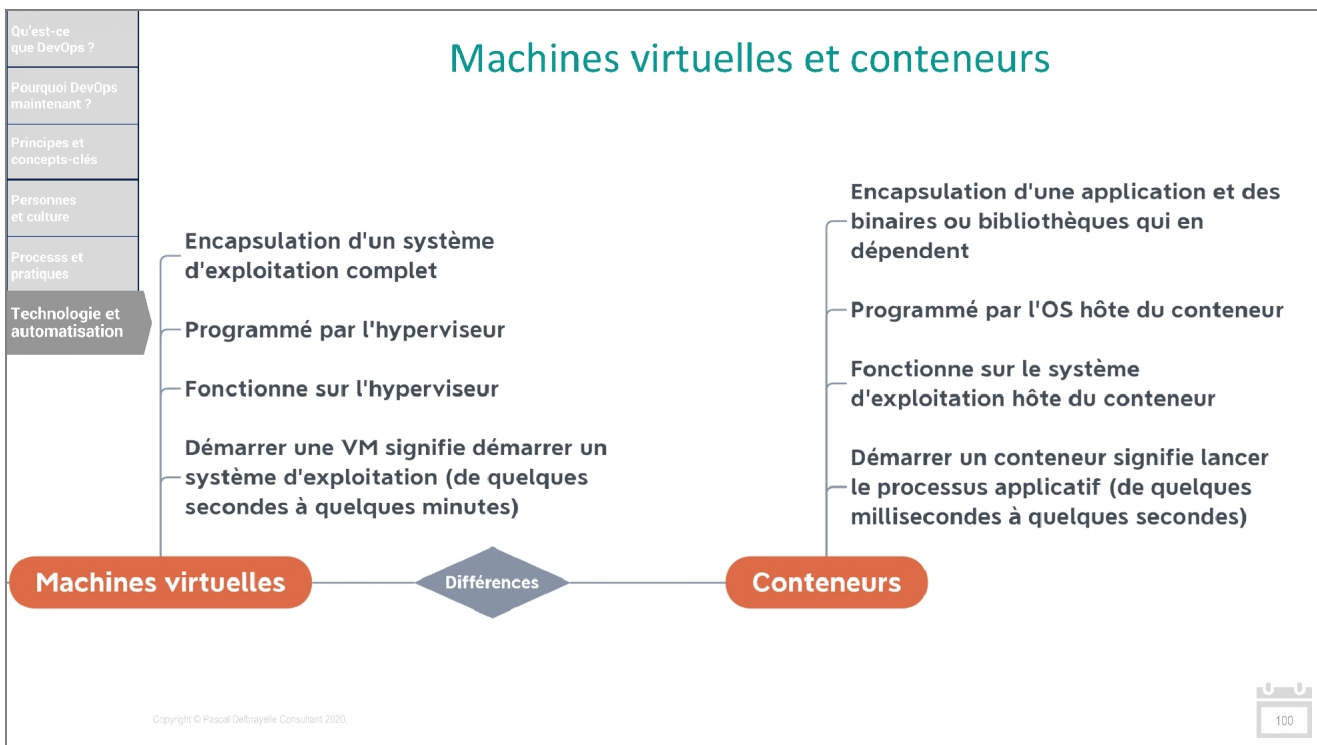 Qu'est-ce
que DevOps ?
Pourquoi DevOps
maintenant ?
Principes et
concepts-clés
Personnes
et culture
Processs et
pratiques
Technologie et
automatisation
Machines virtuelles et conteneurs
Encapsulation d'un système
d'exploitation complet
Programmé par l'hyperviseur
Fonctionne sur l'hyperviseur
Démarrer une VM signifie démarrer un
système d'exploitation (de quelques
secondes à quelques minutes)
Machines virtuelles
Différences
Encapsulation d'une application et des
binaires ou bibliothèques qui en
dépendent
Programmé par l'OS hôte du conteneur
Fonctionne sur le système
d'exploitation hôte du conteneur
Démarrer un conteneur signifie lancer
le processus applicatif (de quelques
millisecondes à quelques secondes)
Conteneurs
Copyright © Pascal Delbrayelle Consultant 2020.
100